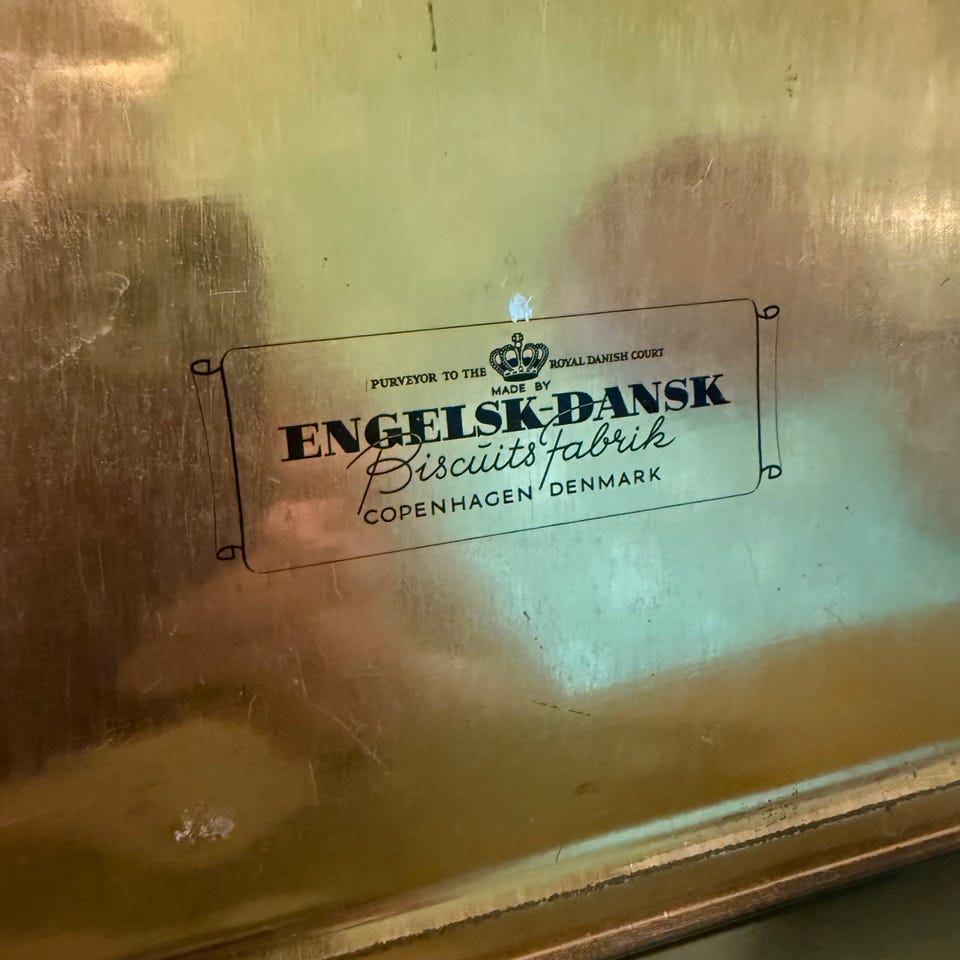 PURVEYOR TO THE ROYAL DANISH COURT
MADE BY
ENGELSK-DANSK
Biscuits fabrik
COPENHAGEN DENMARK